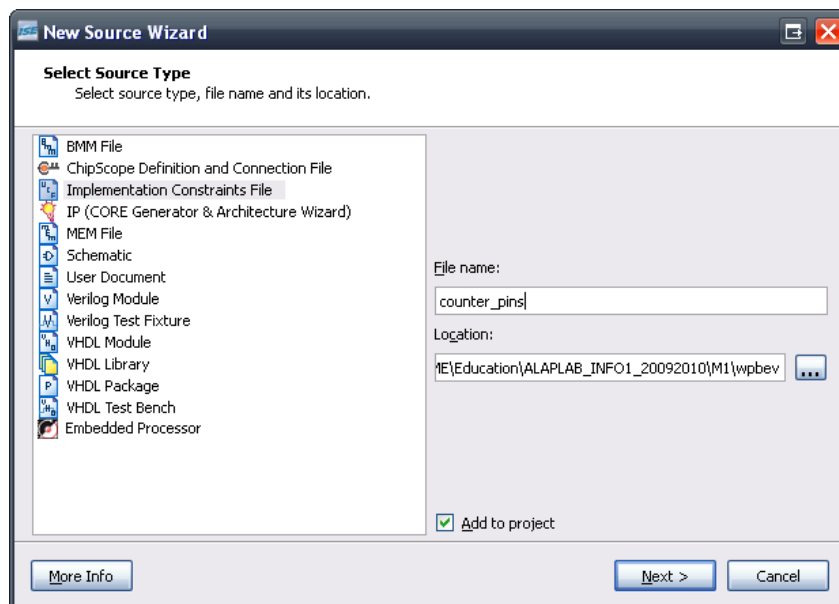 ISE New Source Wizard
Select Source Type
Select source type, file name and its location.
BMM File
ChipScope Definition and Connection File
Implementation Constraints File
IP (CORE Generator & Architecture Wizard)
MEM File
Schematic
User Document
Verilog Module
Verilog Test Fixture
VHDL Module
VHDL Library
VHDL Package
VHDL Test Bench
Embedded Processor
File name:
counter_pins
Location:
ME\Education\ALAPLAB_INFO1_20092010\M1\wpbev
...
Add to project
More Info
Next >
Cancel